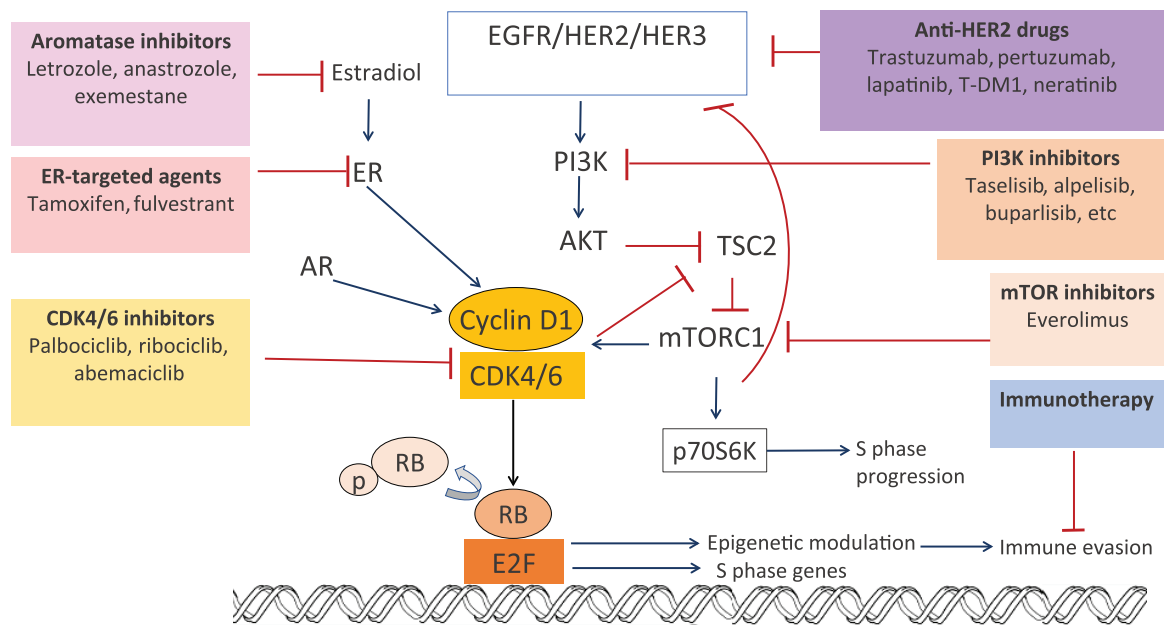 Aromatase inhibitors
Letrozole, anastrozole,
exemestane
Estradiol
EGFR/HER2/HER3
Anti-HER2 drugs
Trastuzumab, pertuzumab,
lapatinib, T-DM1, neratinib
ER-targeted agents
Tamoxifen, fulvestrant
ER
PI3K
PI3K inhibitors
Taselisib, alpelisib,
buparlisib, etc
AKT
TSC2
AR
CDK4/6 inhibitors
Palbociclib, ribociclib,
abemaciclib
Cyclin D1
CDK4/6
mTORC1
mTOR inhibitors
Everolimus
Immunotherapy
p70S6K
S phase
progression
RB
p
RB
E2F
Epigenetic modulation
S phase genes
Immune evasion